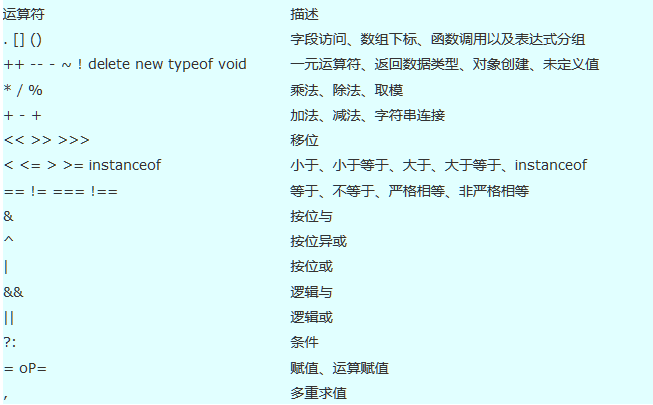 运算符 描述
. [] () 字段访问、数组下标、函数调用以及表达式分组
++ -- - ~ ! delete new typeof void 一元运算符、返回数据类型、对象创建、未定义值
* / % 乘法、除法、取模
+ - + 加法、减法、字符串连接
<< >> >>> 移位
< <= > >= instanceof 小于、小于等于、大于、大于等于、instanceof
== != === !== 等于、不等于、严格相等、非严格相等
& 按位与
^ 按位异或
| 按位或
&& 逻辑与
|| 逻辑或
?: 条件
= oP= 赋值、运算赋值
, 多重求值